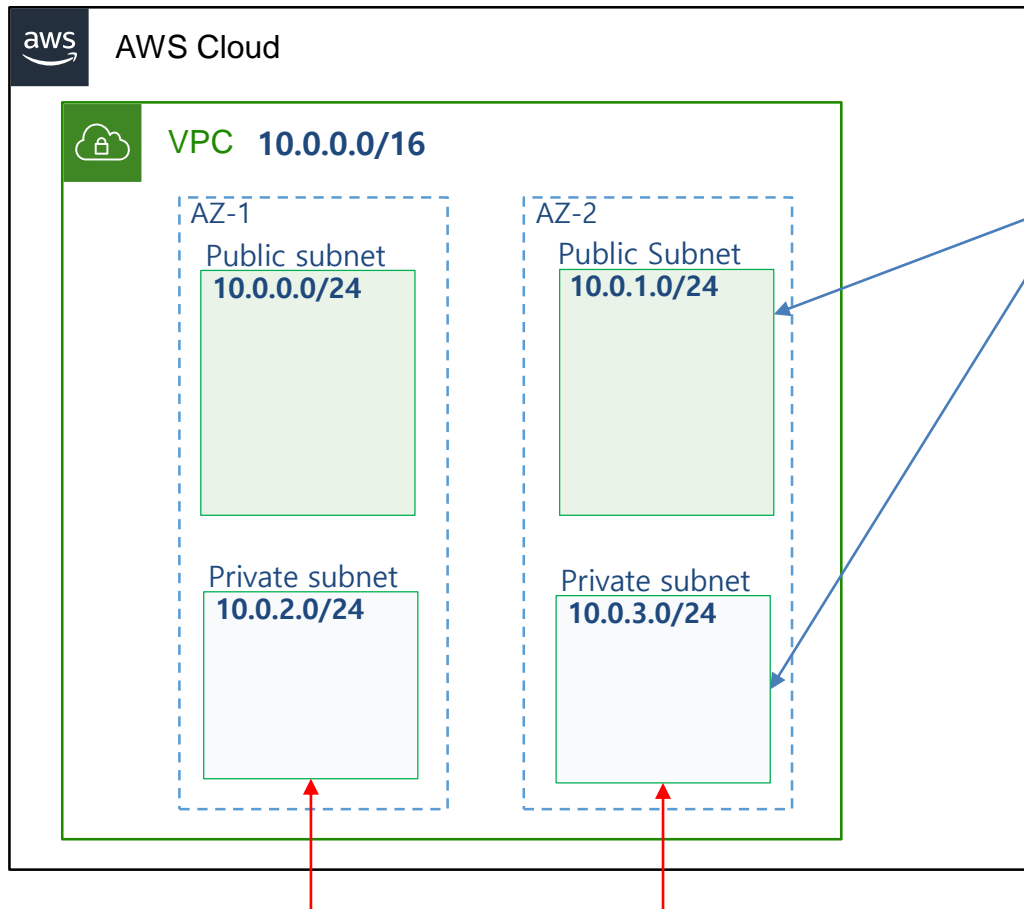 aws
AWS Cloud
VPC 10.0.0.0/16
AZ-1
Public subnet
10.0.0.0/24
AZ-2
Public Subnet
10.0.1.0/24
Private subnet
10.0.2.0/24
Private subnet
10.0.3.0/24